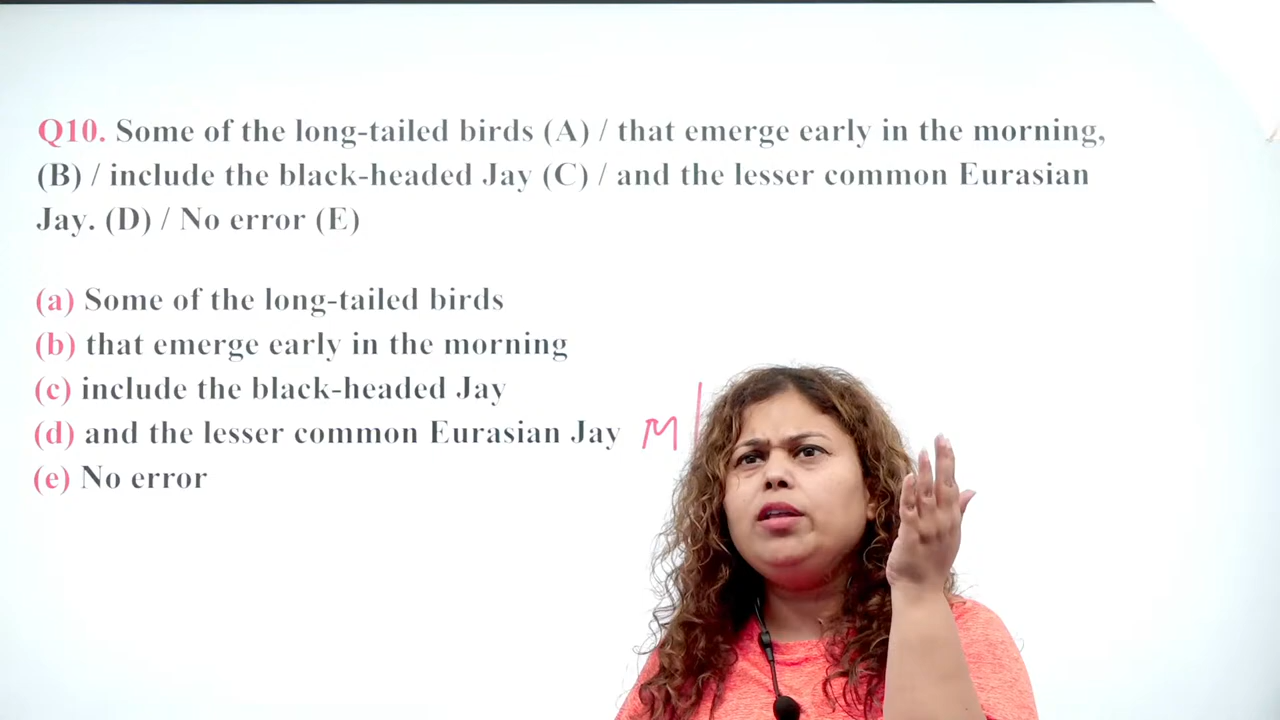 Q10. Some of the long-tailed birds (A) / that emerge early in the morning,
(B) / include the black-headed Jay (C) / and the lesser common Eurasian
Jay. (D) / No error (E)
(a) Some of the long-tailed birds
(b) that emerge early in the morning
(c) include the black-headed Jay
(d) and the lesser common Eurasian Jay M
(e) No error